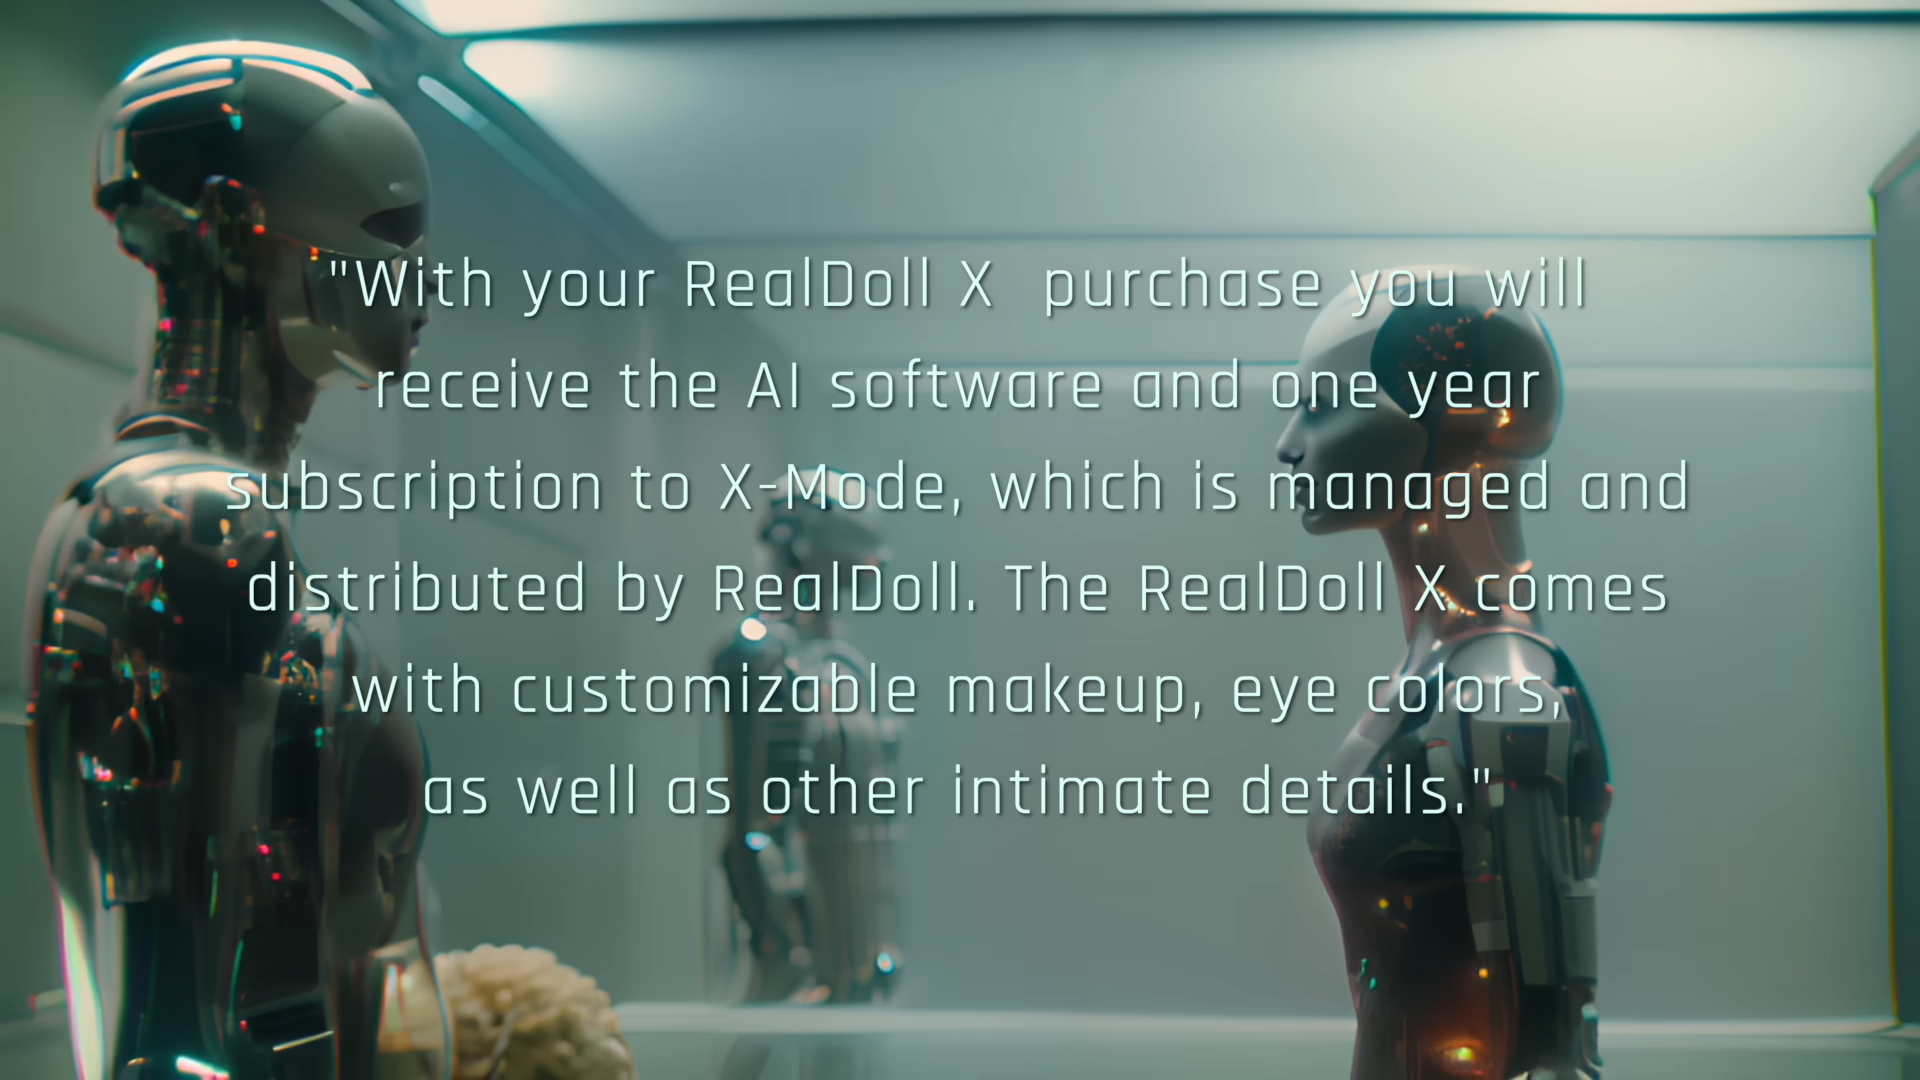 "With your RealDoll X  purchase you will
receive the AI software and one year
subscription to X-Mode, which is managed and
distributed by RealDoll. The RealDoll X comes
with customizable makeup, eye colors,
as well as other intimate details."